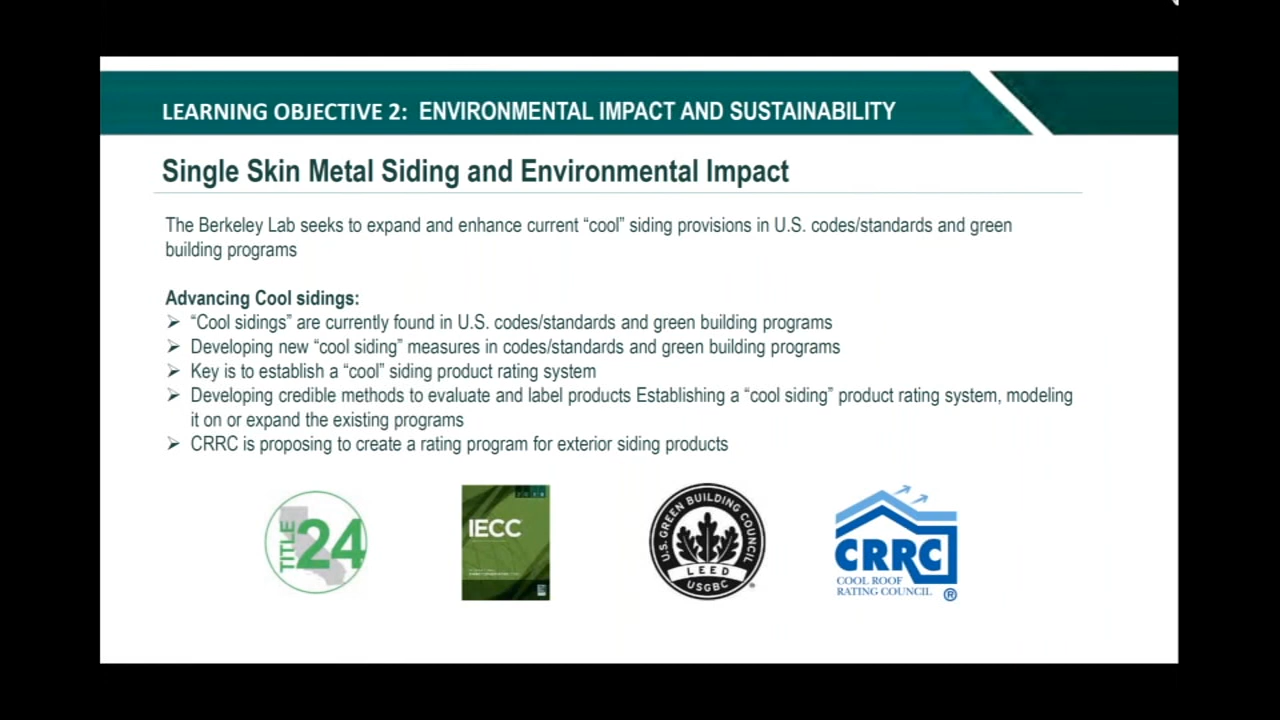 LEARNING OBJECTIVE 2: ENVIRONMENTAL IMPACT AND SUSTAINABILITY
Single Skin Metal Siding and Environmental Impact
The Berkeley Lab seeks to expand and enhance current “cool” siding provisions in U.S. codes/standards and green
building programs
Advancing Cool sidings:
➢ “Cool sidings” are currently found in U.S. codes/standards and green building programs
➢ Developing new “cool siding” measures in codes/standards and green building programs
➢ Key is to establish a “cool” siding product rating system
➢ Developing credible methods to evaluate and label products Establishing a “cool siding” product rating system, modeling
it on or expand the existing programs
➢ CRRC is proposing to create a rating program for exterior siding products
TITLE 24
IECC
U.S. GREEN BUILDING COUNCIL
LEED
USGBC
CRRC
COOL ROOF
RATING COUNCIL ®